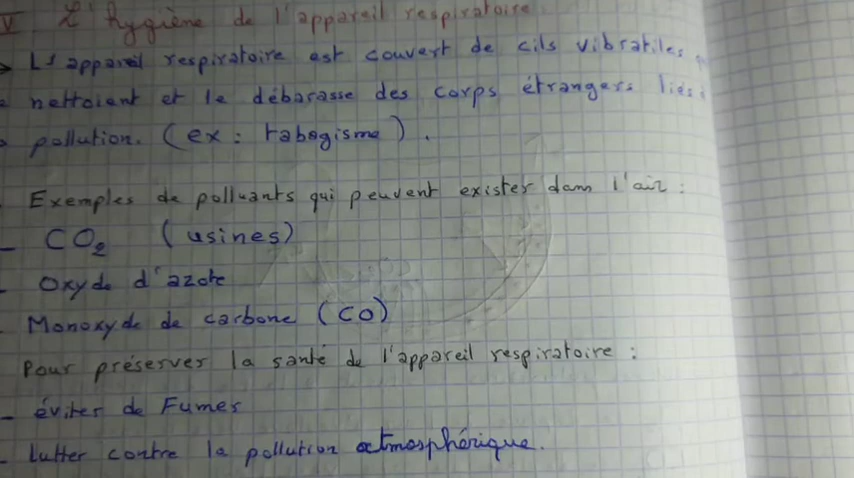 V L'hygiène de l'appareil respiratoire
L'appareil respiratoire est couvert de cils vibratiles
nettoient et le débarasse des corps étrangers liés
pollution. (ex : tabagisme).
Exemples de polluants qui peuvent exister dans l'air :
- CO₂ (usines)
- Oxyde d'azote
- Monoxyde de carbone (CO)
Pour préserver la santé de l'appareil respiratoire :
- éviter de Fumer
- lutter contre la pollution atmosphérique.